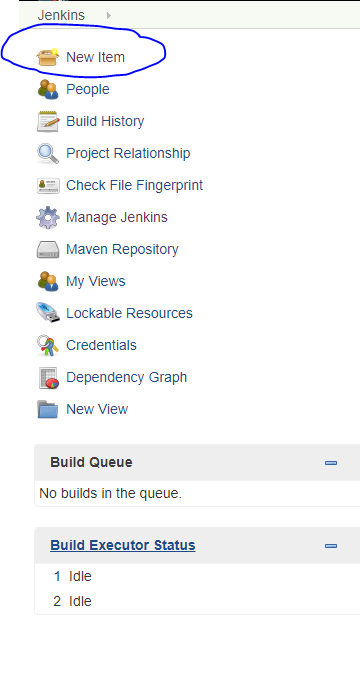 Jenkins
New Item
People
Build History
Project Relationship
Check File Fingerprint
Manage Jenkins
Maven Repository
My Views
Lockable Resources
Credentials
Dependency Graph
New View
Build Queue
No builds in the queue.
Build Executor Status
1 Idle
2 Idle